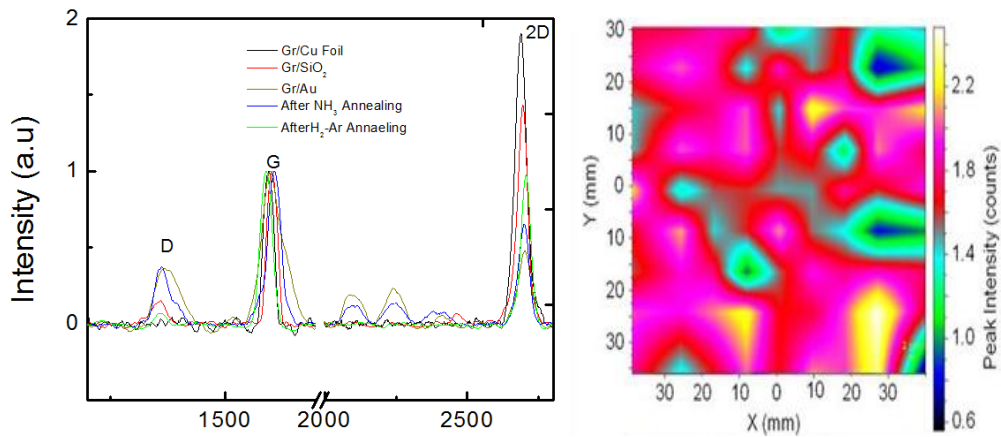 2
1
0
Intensity (a.u)
Gr/Cu Foil
Gr/SiO₂
Gr/Au
After NH₃ Annealing
AfterH₂-Ar Annaeling
D
G
2D
1500
2000
2500
30
20
10
0
10
20
30
Y (mm)
30 20 10 0 10 20 30
X (mm)
2.2
1.8
1.4
1.0
0.6
Peak Intensity (counts)